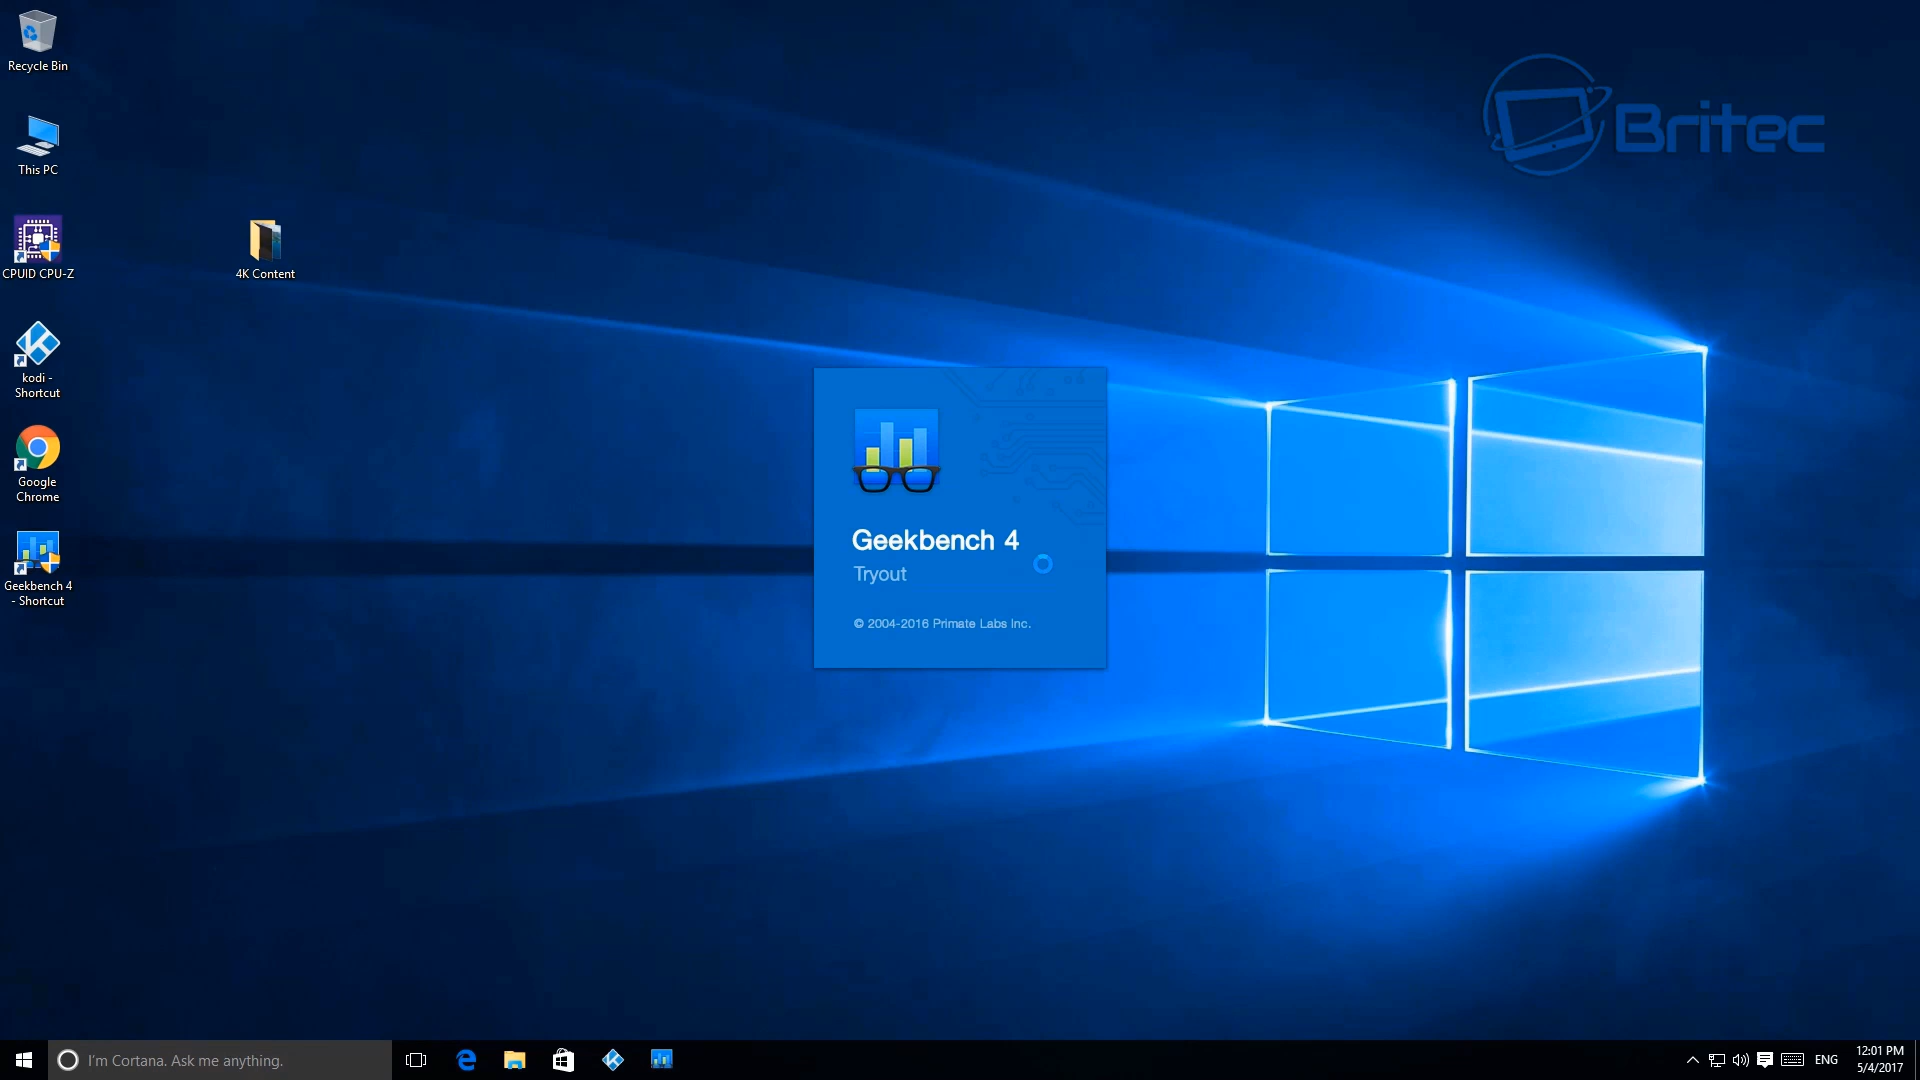 Recycle Bin
Britec
This PC
CPUID CPU-Z
4K Content
kodi -
Shortcut
Google
Chrome
Geekbench 4
- Shortcut
Geekbench 4
Tryout
© 2004-2016 Primate Labs Inc.
I'm Cortana. Ask me anything.
ENG
12:01 PM
5/4/2017